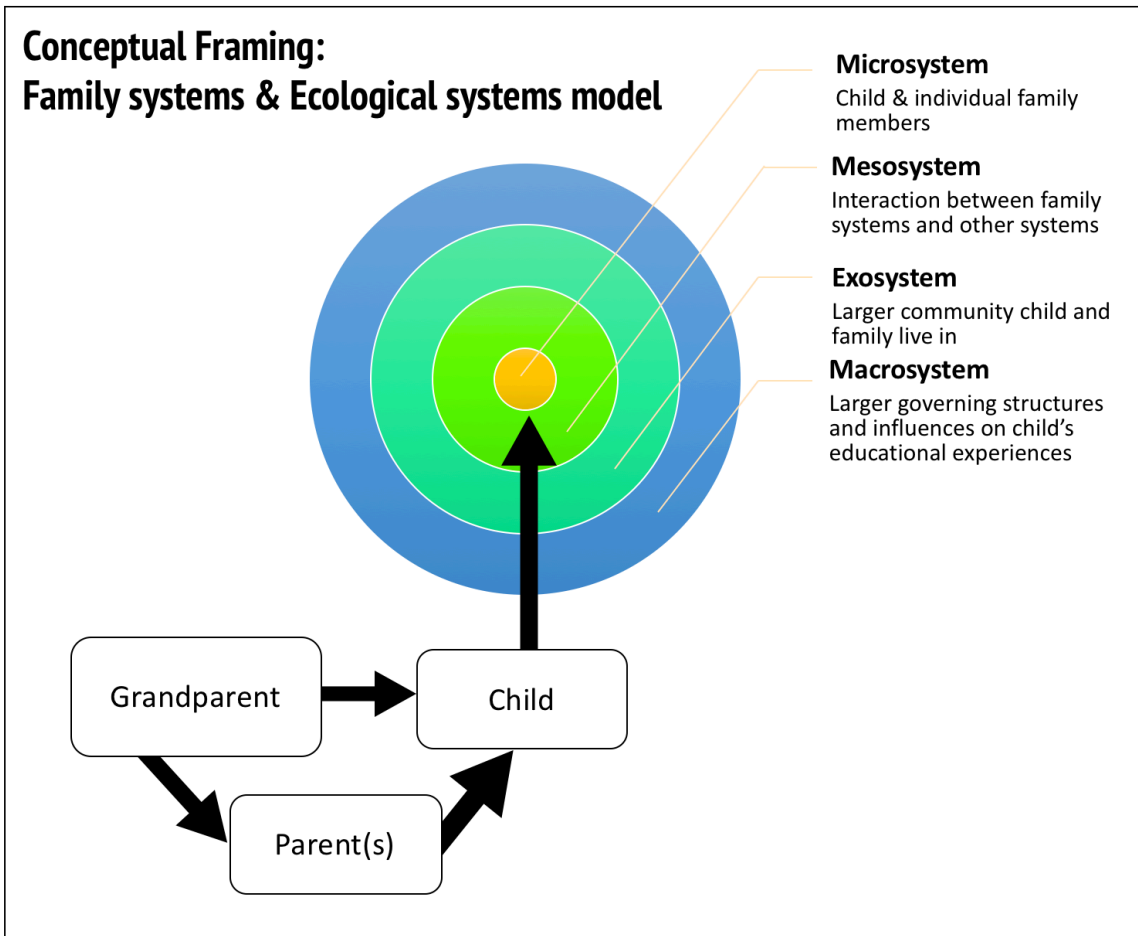 Conceptual Framing:
Family systems & Ecological systems model
Microsystem
Child & individual family
members
Mesosystem
Interaction between family
systems and other systems
Exosystem
Larger community child and
family live in
Macrosystem
Larger governing structures
and influences on child’s
educational experiences
Grandparent
Child
Parent(s)